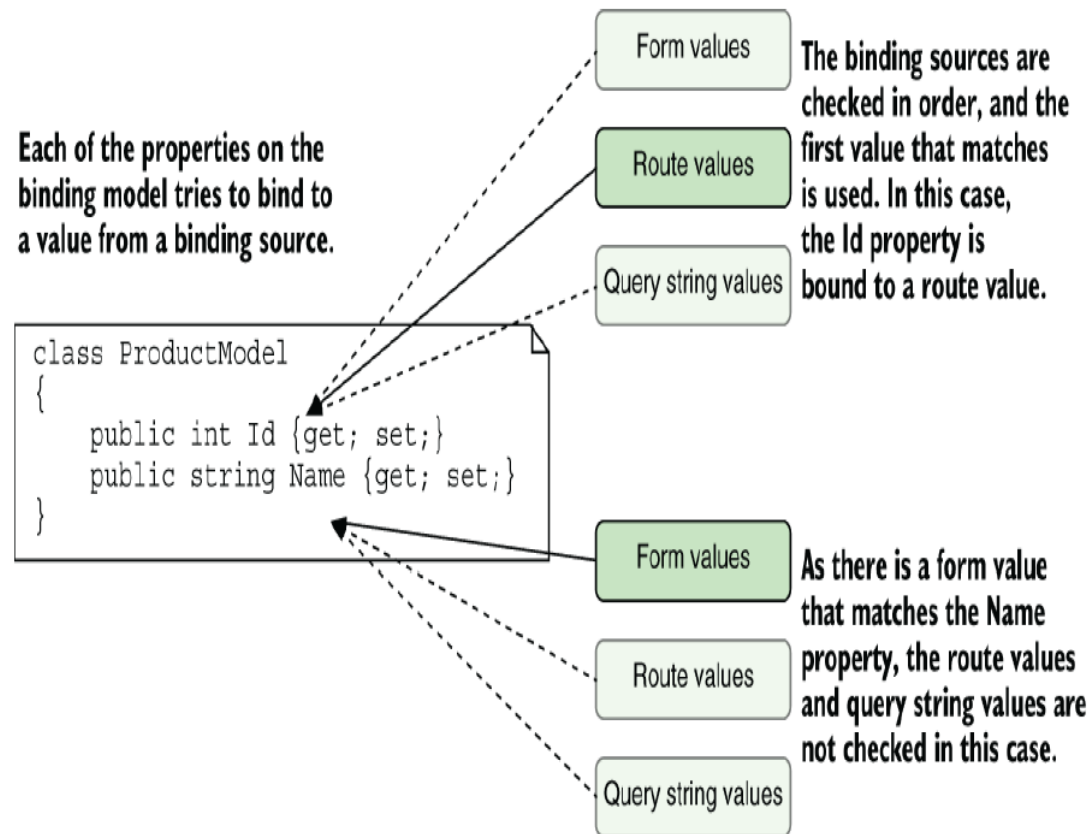 Each of the properties on the
binding model tries to bind to
a value from a binding source.
Form values
Route values
Query string values
The binding sources are
checked in order, and the
first value that matches
is used. In this case,
the Id property is
bound to a route value.
class ProductModel
{
    public int Id {get; set;}
    public string Name {get; set;}
}
Form values
Route values
Query string values
As there is a form value
that matches the Name
property, the route values
and query string values are
not checked in this case.